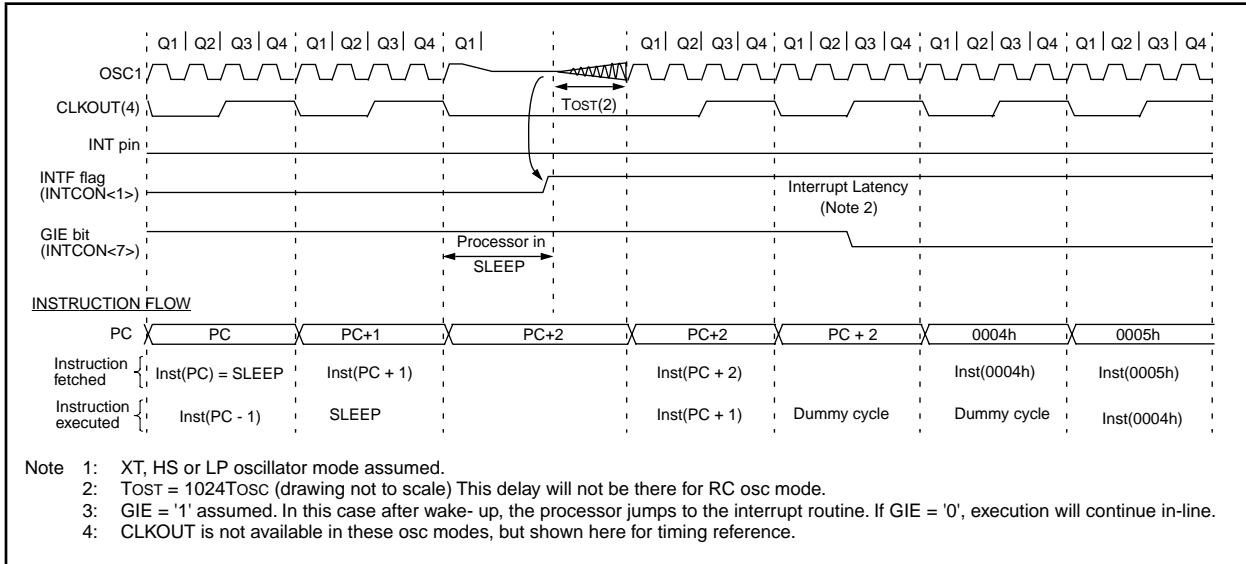 Q1 Q2 Q3 Q4 Q1 Q2 Q3 Q4 Q1 Q1 Q2 Q3 Q4 Q1 Q2 Q3 Q4 Q1 Q2 Q3 Q4 Q1 Q2 Q3 Q4
OSC1
TOST(2)
CLKOUT(4)
INT pin
INTF flag
(INTCON<1>)
Interrupt Latency
(Note 2)
GIE bit
(INTCON<7>)
Processor in
SLEEP
INSTRUCTION FLOW
PC PC PC+1 PC+2 PC+2 PC + 2 0004h 0005h
Instruction
fetched
Inst(PC) = SLEEP Inst(PC + 1) Inst(PC + 2) Inst(0004h) Inst(0005h)
Instruction
executed
Inst(PC - 1) SLEEP Inst(PC + 1) Dummy cycle Dummy cycle Inst(0004h)
Note 1: XT, HS or LP oscillator mode assumed.
2: TOST = 1024TOSC (drawing not to scale) This delay will not be there for RC osc mode.
3: GIE = '1' assumed. In this case after wake- up, the processor jumps to the interrupt routine. If GIE = '0', execution will continue in-line.
4: CLKOUT is not available in these osc modes, but shown here for timing reference.